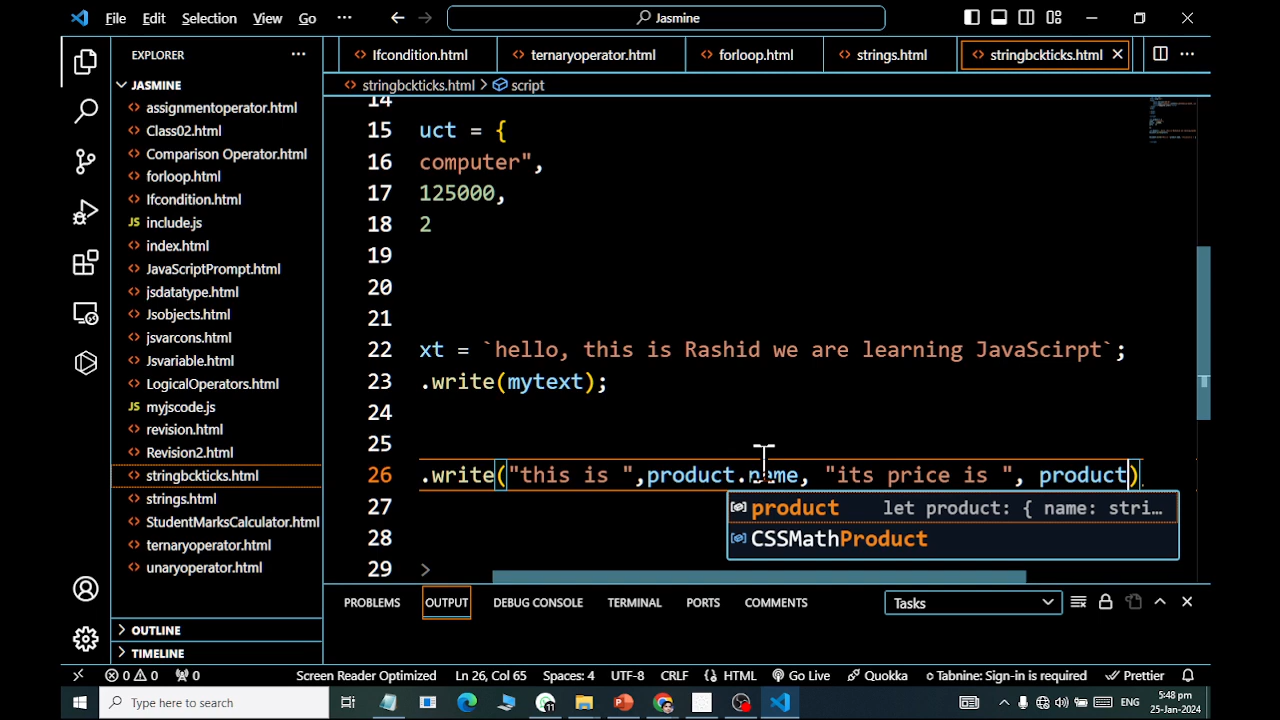 File Edit Selection View Go ··· Jasmine
EXPLORER
Ifcondition.html ternaryoperator.html forloop.html strings.html stringbckticks.html
JASMINE
stringbckticks.html > script
assignmentoperator.html
Class02.html
Comparison Operator.html
forloop.html
Ifcondition.html
JS include.js
index.html
JavaScriptPrompt.html
jsdatatype.html
Jsobjects.html
jsvarcons.html
Jsvariable.html
LogicalOperators.html
JS myjscode.js
revision.html
Revision2.html
stringbckticks.html
strings.html
StudentMarksCalculator.html
ternaryoperator.html
unaryoperator.html
OUTLINE
TIMELINE
14
15 uct = {
16 computer",
17 125000,
18 2
19
20
21
22 xt = `hello, this is Rashid we are learning JavaScirpt`;
23 .write(mytext);
24
25
26 .write("this is ",product.name, "its price is ", product)
27
28
29 >
product let product: { name: stri...
CSSMathProduct
PROBLEMS OUTPUT DEBUG CONSOLE TERMINAL PORTS COMMENTS Tasks
0 0 0 Screen Reader Optimized Ln 26, Col 65 Spaces: 4 UTF-8 CRLF HTML Go Live Quokka Tabnine: Sign-in is required Prettier
Type here to search
ENG
5:48 pm
25-Jan-2024